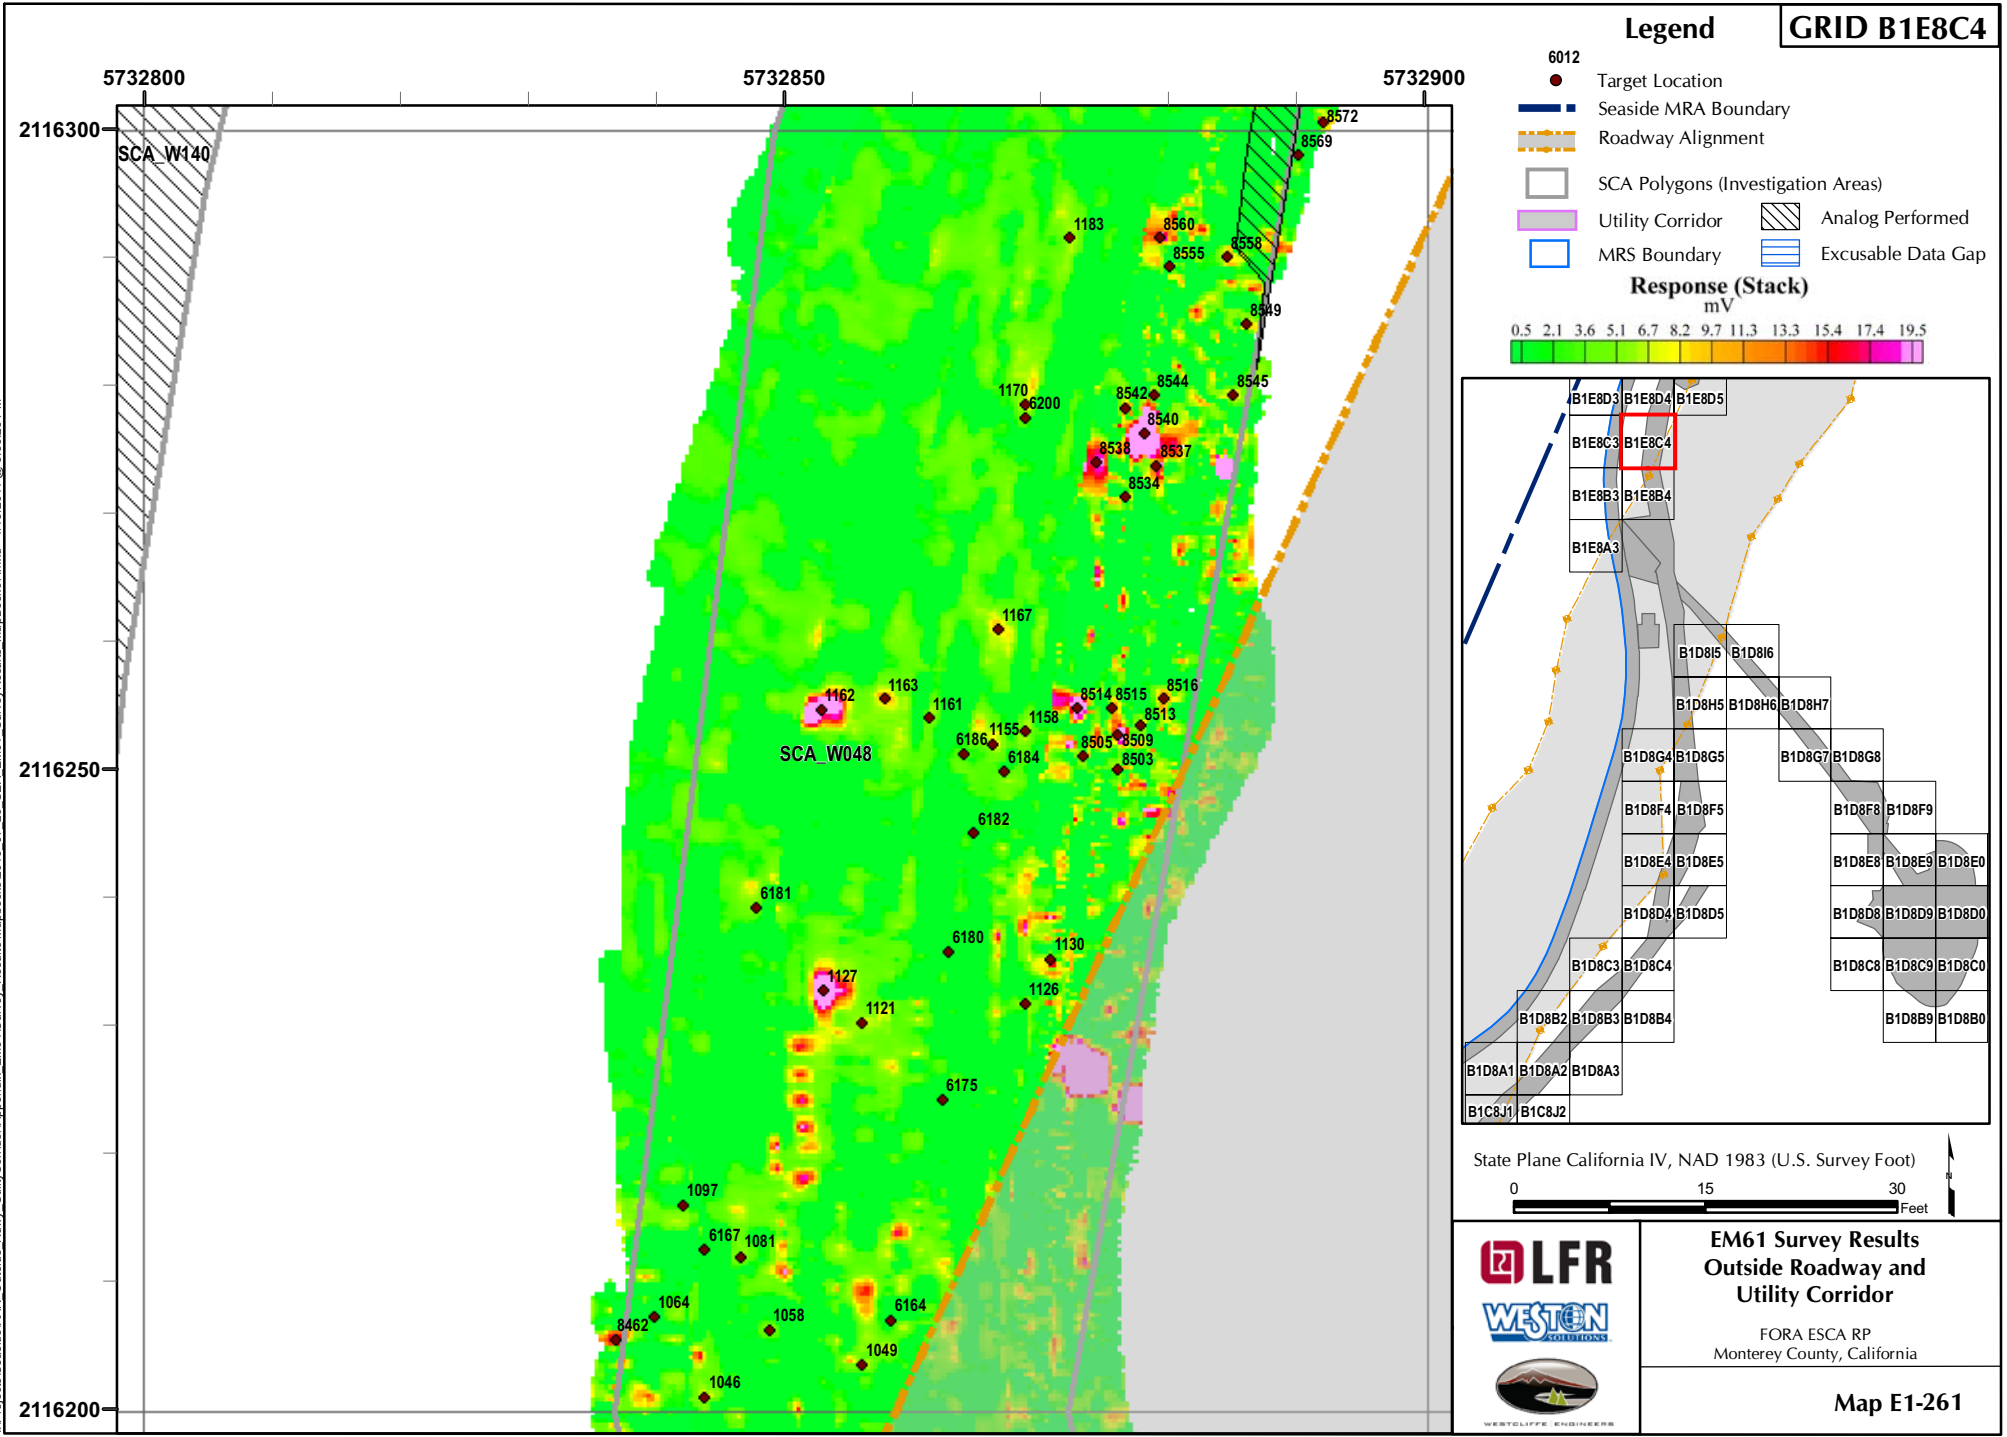 Legend
GRID B1E8C4
6012
Target Location
Seaside MRA Boundary
Roadway Alignment
SCA Polygons (Investigation Areas)
Utility Corridor
Analog Performed
MRS Boundary
Excusable Data Gap
Response (Stack)
mV
0.5 2.1 3.6 5.1 6.7 8.2 9.7 11.3 13.3 15.4 17.4 19.5
5732800
5732850
5732900
2116300
2116250
2116200
SCA_W140
SCA_W048
8572
8569
1183
8560
8558
8555
8549
1170
6200
8544
8545
8542
8540
8538
8537
8534
1167
1162
1163
1161
8514
8515
8516
8513
1155
1158
8505
8509
6186
6184
8503
6182
6181
6180
1130
1127
1126
1121
6175
1097
6167
1081
1064
8462
1058
6164
1049
1046
B1E8D3 B1E8D4 B1E8D5
B1E8C3 B1E8C4
B1E8B3 B1E8B4
B1E8A3
B1D8I5 B1D8I6
B1D8H5 B1D8H6 B1D8H7
B1D8G4 B1D8G5 B1D8G7 B1D8G8
B1D8F4 B1D8F5 B1D8F8 B1D8F9
B1D8E4 B1D8E5 B1D8E8 B1D8E9 B1D8E0
B1D8D4 B1D8D5 B1D8D8 B1D8D9 B1D8D0
B1D8C3 B1D8C4 B1D8C8 B1D8C9 B1D8C0
B1D8B2 B1D8B3 B1D8B4 B1D8B9 B1D8B0
B1D8A1 B1D8A2 B1D8A3
B1C8J1 B1C8J2
State Plane California IV, NAD 1983 (U.S. Survey Foot)
0 15 30
Feet
N
LFR
WESTON
SOLUTIONS
WESTCLIFFE ENGINEERS
EM61 Survey Results
Outside Roadway and
Utility Corridor
FORA ESCA RP
Monterey County, California
Map E1-261